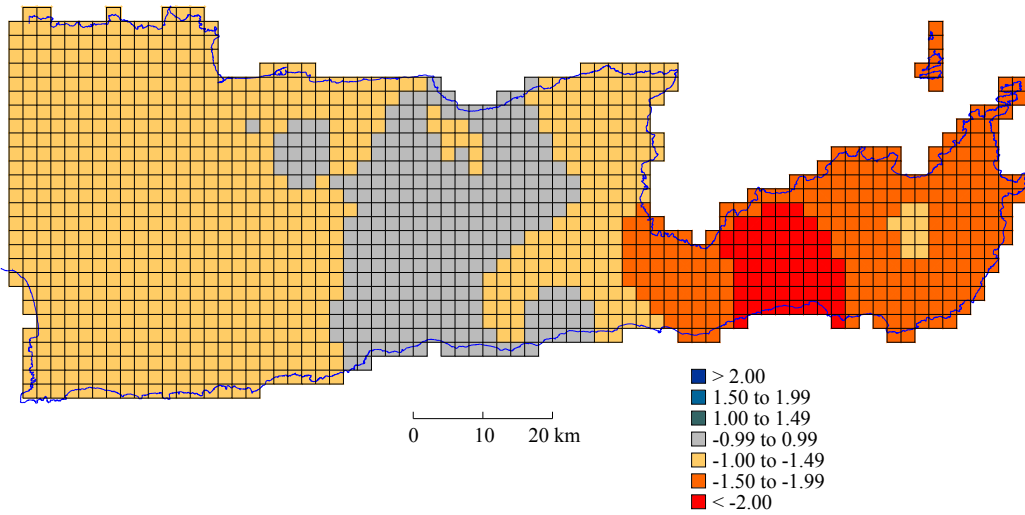 > 2.00
1.50 to 1.99
1.00 to 1.49
-0.99 to 0.99
-1.00 to -1.49
-1.50 to -1.99
< -2.00
0 10 20 km